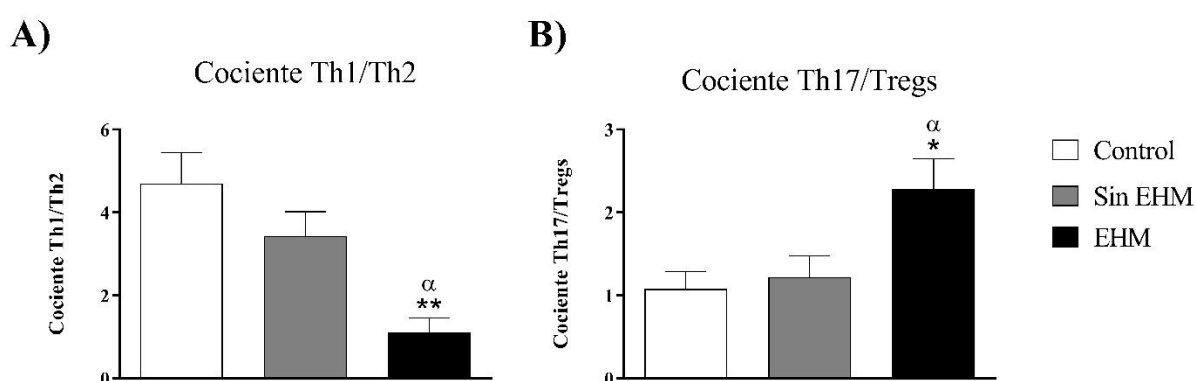 A)
Cociente Th1/Th2
Cociente Th1/Th2
6
4
2
0
α
**
B)
Cociente Th17/Tregs
Cociente Th17/Tregs
3
2
1
0
α
*
Control
Sin EHM
EHM